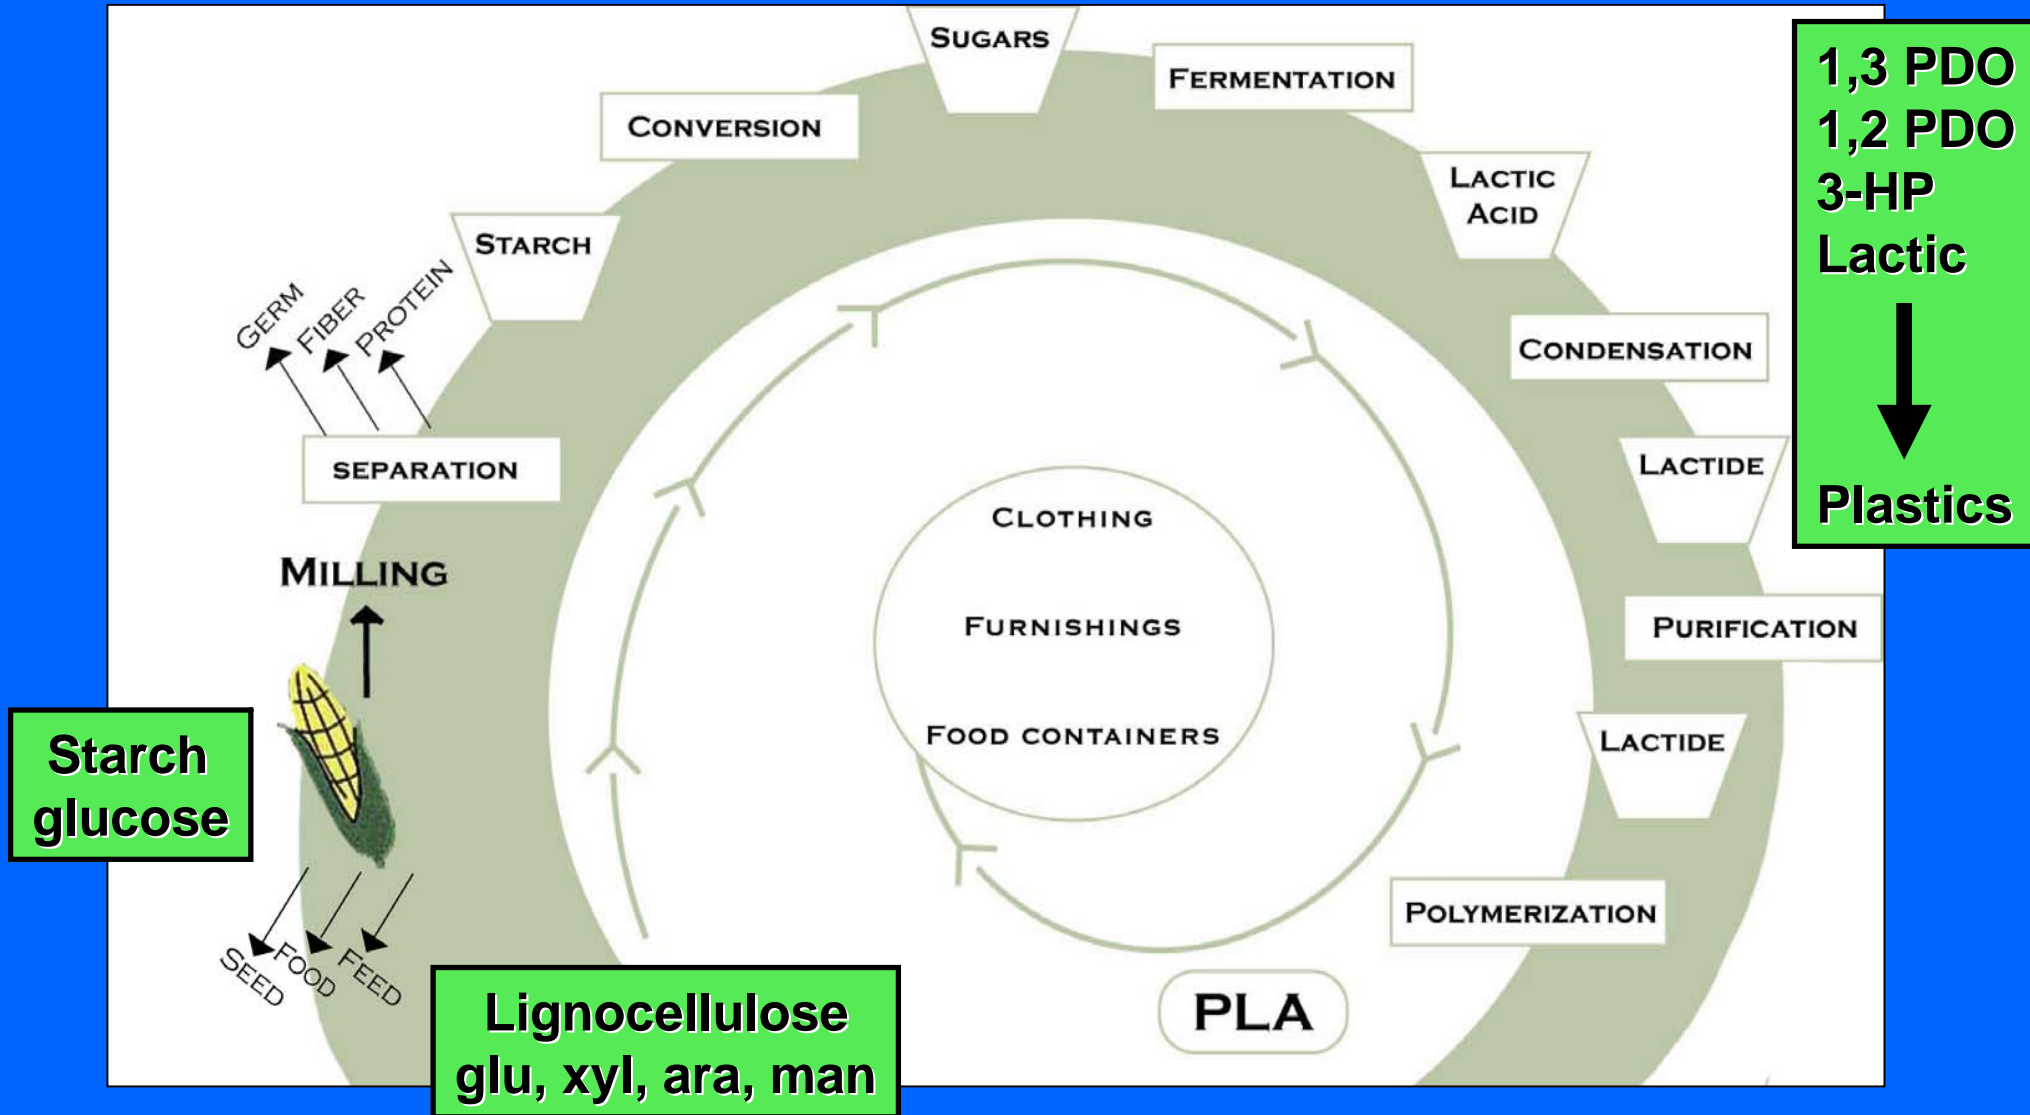 SUGARS
FERMENTATION
CONVERSION
LACTIC
ACID
STARCH
GERM
FIBER
PROTEIN
CONDENSATION
SEPARATION
LACTIDE
CLOTHING
MILLING
FURNISHINGS
PURIFICATION
FOOD CONTAINERS
LACTIDE
POLYMERIZATION
SEED
FOOD
FEED
PLA
1,3 PDO
1,2 PDO
3-HP
Lactic
Plastics
Starch
glucose
Lignocellulose
glu, xyl, ara, man